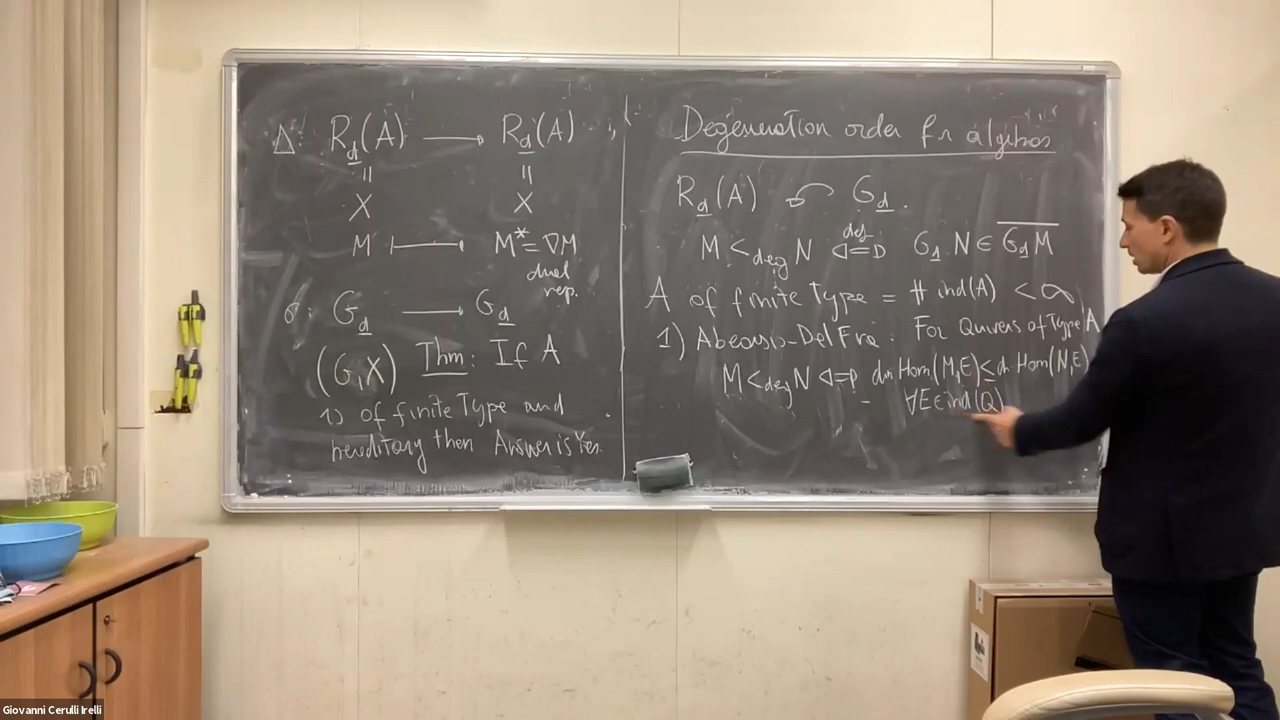 Δ: R_d(A) ⟶ R_d(A)
॥ ॥
X X
M ⟼ M* = ∇M
dual
rep.
σ: G_d ⟶ G_d
(G,X) Thm: If A
1) of finite Type and
hereditary then Answer is Yes.
Degeneration order fr algebras
R_d(A) ↶ G_d.
M <_deg N ⟺^def G_d N ∈ \overline{G_d M}
A of finite Type = # ind(A) < ∞
1) Abeasis-Del Fra: For Quivers of Type A
M <_deg N ⟺ dim Hom(M,E) ≤ dim Hom(N,E)
∀E ∈ ind(Q)
Giovanni Cerulli Irelli